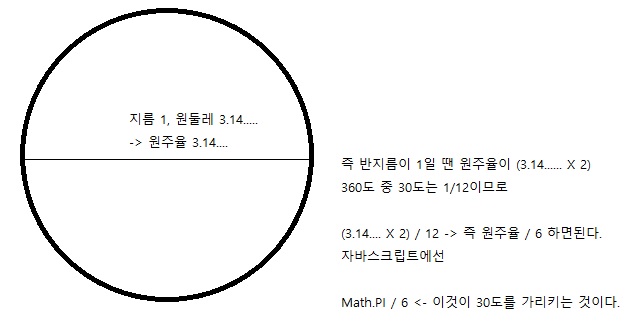 지름 1, 원둘레 3.14.....
-> 원주율 3.14....
즉 반지름이 1일 땐 원주율이 (3.14...... X 2)
360도 중 30도는 1/12이므로
(3.14.... X 2) / 12 -> 즉 원주율 / 6 하면된다.
자바스크립트에선
Math.PI / 6 <- 이것이 30도를 가리키는 것이다.